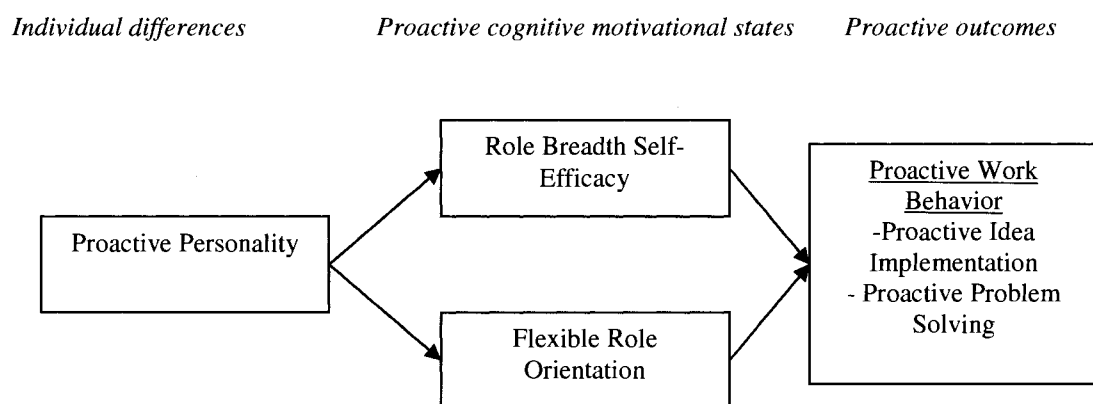 Individual differences
Proactive cognitive motivational states
Proactive outcomes
Role Breadth Self-
Efficacy
Proactive Personality
Flexible Role
Orientation
Proactive Work
Behavior
-Proactive Idea
Implementation
- Proactive Problem
Solving